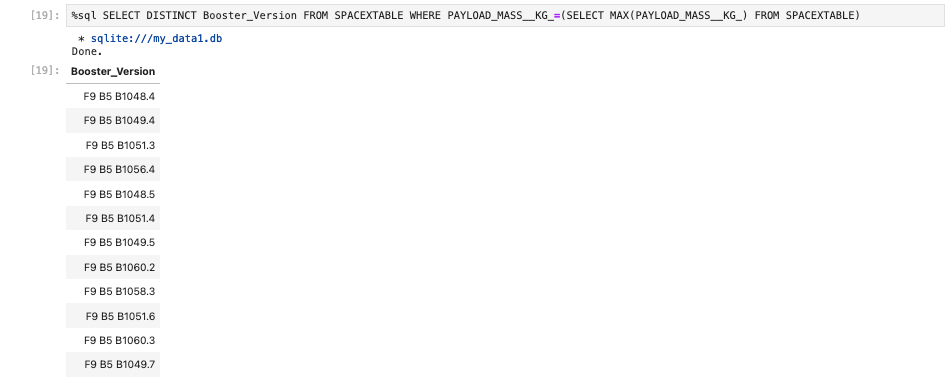 [19]: %sql SELECT DISTINCT Booster_Version FROM SPACEXTABLE WHERE PAYLOAD_MASS__KG_=(SELECT MAX(PAYLOAD_MASS__KG_) FROM SPACEXTABLE)
* sqlite:///my_data1.db
Done.
[19]: Booster_Version
F9 B5 B1048.4
F9 B5 B1049.4
F9 B5 B1051.3
F9 B5 B1056.4
F9 B5 B1048.5
F9 B5 B1051.4
F9 B5 B1049.5
F9 B5 B1060.2
F9 B5 B1058.3
F9 B5 B1051.6
F9 B5 B1060.3
F9 B5 B1049.7